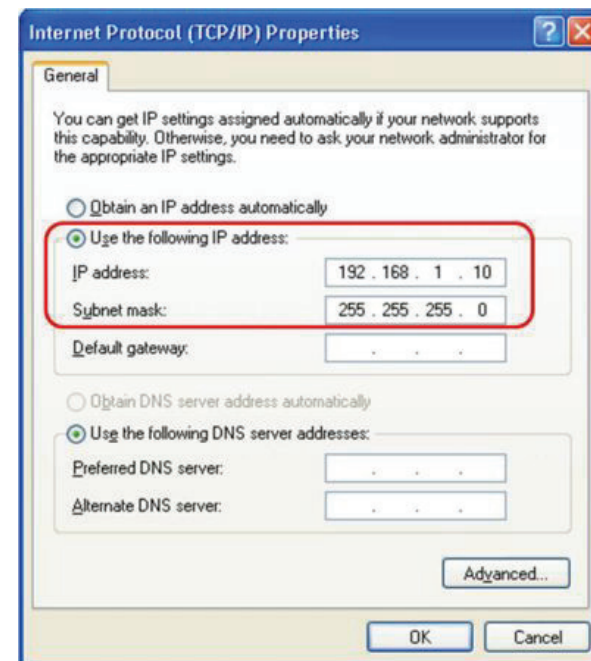 Internet Protocol (TCP/IP) Properties
General
You can get IP settings assigned automatically if your network supports
this capability. Otherwise, you need to ask your network administrator for
the appropriate IP settings.
Obtain an IP address automatically
Use the following IP address:
IP address: 192 . 168 . 1 . 10
Subnet mask: 255 . 255 . 255 . 0
Default gateway: . . .
Obtain DNS server address automatically
Use the following DNS server addresses:
Preferred DNS server: . . .
Alternate DNS server: . . .
Advanced...
OK Cancel